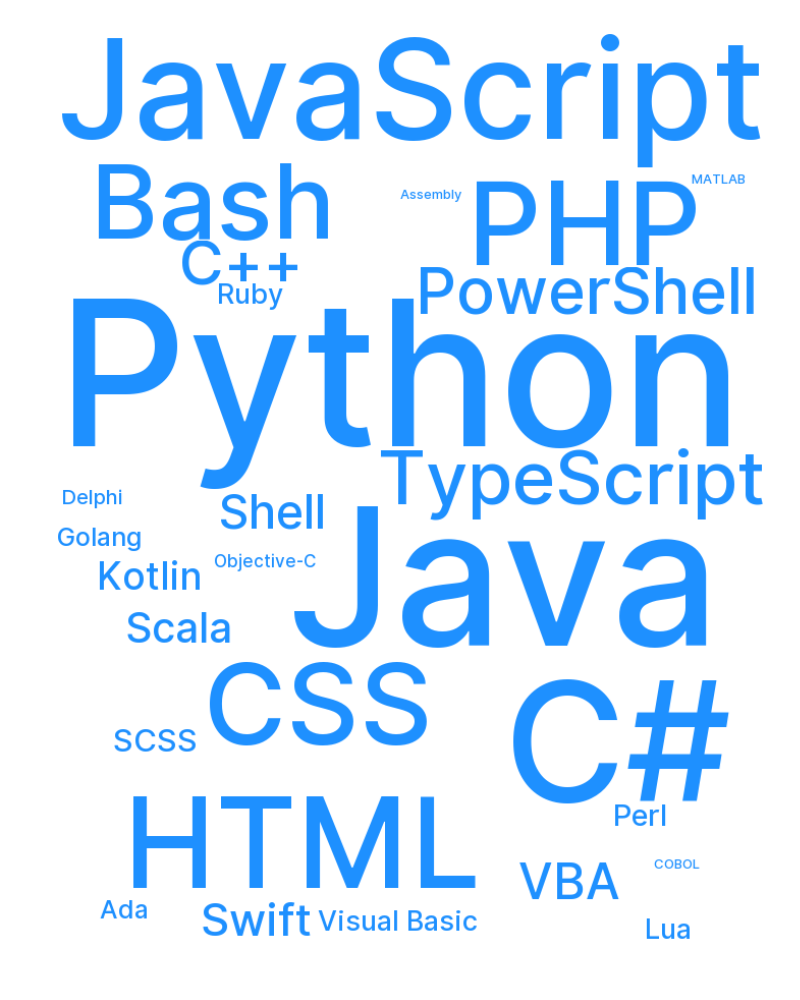 JavaScript
Bash
Assembly
PHP
MATLAB
C++
Ruby
PowerShell
Python
TypeScript
Delphi
Shell
Golang
Objective-C
Kotlin
Java
Scala
CSS
SCSS
C#
HTML
Perl
VBA
COBOL
Ada
Swift
Visual Basic
Lua